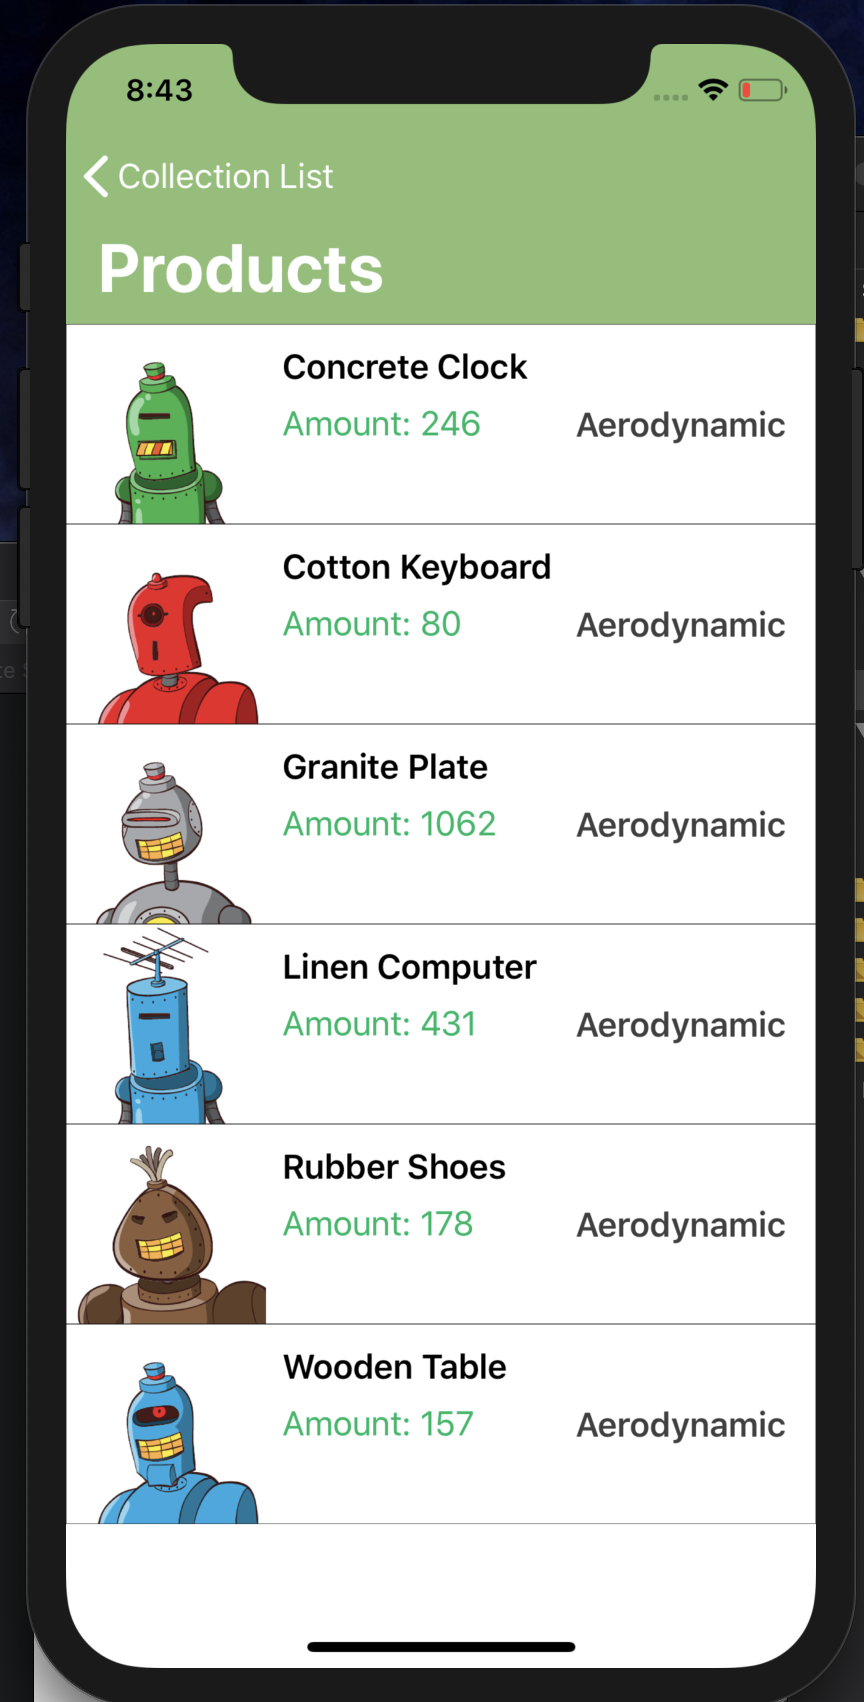 8:43
Collection List
Products
Concrete Clock
Amount: 246 Aerodynamic
Cotton Keyboard
Amount: 80 Aerodynamic
Granite Plate
Amount: 1062 Aerodynamic
Linen Computer
Amount: 431 Aerodynamic
Rubber Shoes
Amount: 178 Aerodynamic
Wooden Table
Amount: 157 Aerodynamic